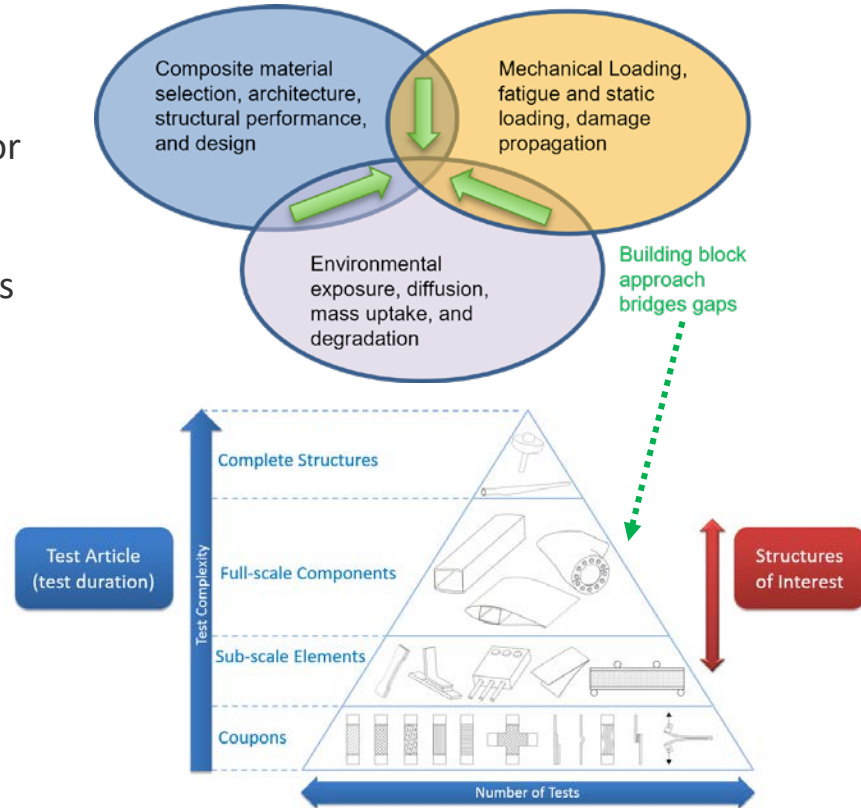 Composite material
selection, architecture,
structural performance,
and design
Mechanical Loading,
fatigue and static
loading, damage
propagation
or
s
Environmental
exposure, diffusion,
mass uptake, and
degradation
Building block
approach
bridges gaps
Complete Structures
Test Article
(test duration)
Test Complexity
Full-scale Components
Structures
of Interest
Sub-scale Elements
Coupons
Number of Tests